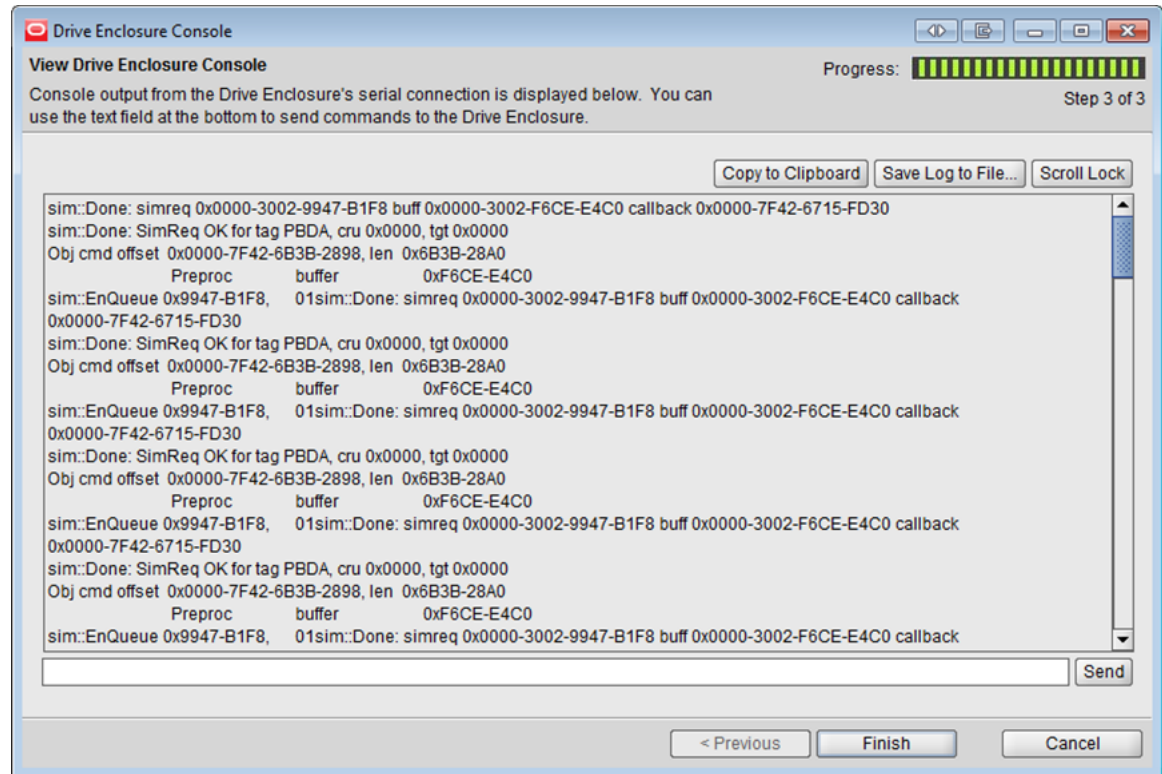 Drive Enclosure Console
View Drive Enclosure Console
Progress:
Console output from the Drive Enclosure's serial connection is displayed below. You can
use the text field at the bottom to send commands to the Drive Enclosure.
Step 3 of 3
Copy to Clipboard Save Log to File... Scroll Lock
sim::Done: simreq 0x0000-3002-9947-B1F8 buff 0x0000-3002-F6CE-E4C0 callback 0x0000-7F42-6715-FD30
sim::Done: SimReq OK for tag PBDA, cru 0x0000, tgt 0x0000
Obj cmd offset 0x0000-7F42-6B3B-2898, len 0x6B3B-28A0
Preproc buffer 0xF6CE-E4C0
sim::EnQueue 0x9947-B1F8, 01sim::Done: simreq 0x0000-3002-9947-B1F8 buff 0x0000-3002-F6CE-E4C0 callback
0x0000-7F42-6715-FD30
sim::Done: SimReq OK for tag PBDA, cru 0x0000, tgt 0x0000
Obj cmd offset 0x0000-7F42-6B3B-2898, len 0x6B3B-28A0
Preproc buffer 0xF6CE-E4C0
sim::EnQueue 0x9947-B1F8, 01sim::Done: simreq 0x0000-3002-9947-B1F8 buff 0x0000-3002-F6CE-E4C0 callback
0x0000-7F42-6715-FD30
sim::Done: SimReq OK for tag PBDA, cru 0x0000, tgt 0x0000
Obj cmd offset 0x0000-7F42-6B3B-2898, len 0x6B3B-28A0
Preproc buffer 0xF6CE-E4C0
sim::EnQueue 0x9947-B1F8, 01sim::Done: simreq 0x0000-3002-9947-B1F8 buff 0x0000-3002-F6CE-E4C0 callback
0x0000-7F42-6715-FD30
sim::Done: SimReq OK for tag PBDA, cru 0x0000, tgt 0x0000
Obj cmd offset 0x0000-7F42-6B3B-2898, len 0x6B3B-28A0
Preproc buffer 0xF6CE-E4C0
sim::EnQueue 0x9947-B1F8, 01sim::Done: simreq 0x0000-3002-9947-B1F8 buff 0x0000-3002-F6CE-E4C0 callback
Send
< Previous Finish Cancel